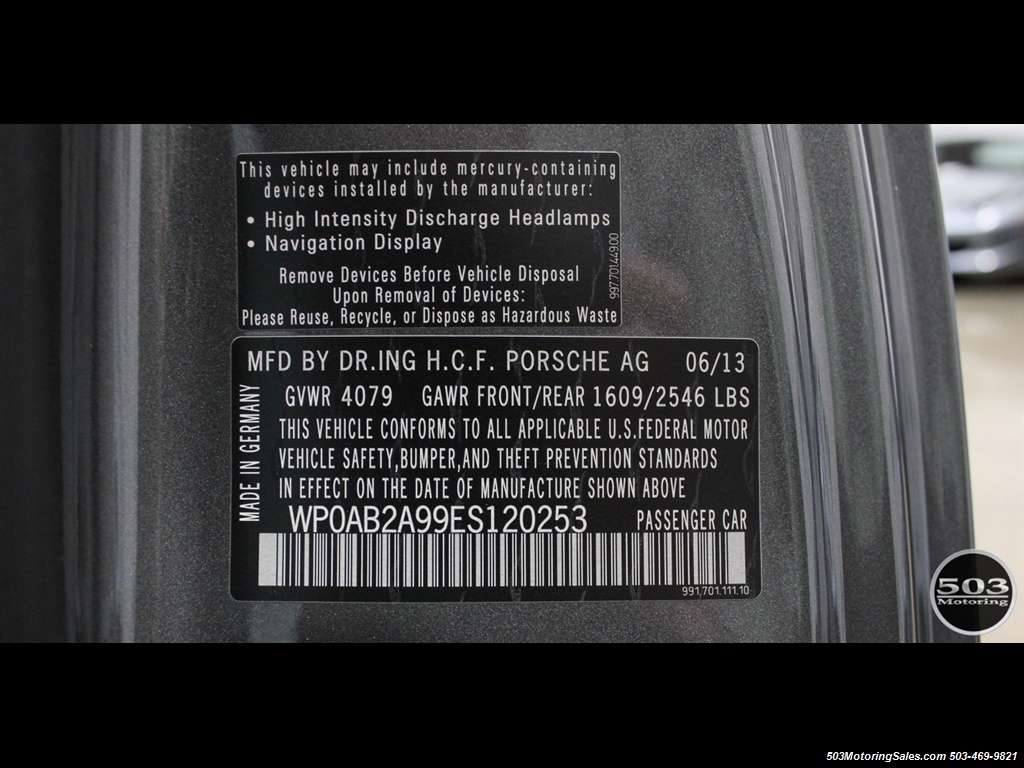 This vehicle may include mercury-containing
devices installed by the manufacturer:
• High Intensity Discharge Headlamps
• Navigation Display
Remove Devices Before Vehicle Disposal
Upon Removal of Devices:
Please Reuse, Recycle, or Dispose as Hazardous Waste
997.701.449.00
MFD BY DR.ING H.C.F. PORSCHE AG 06/13
GVWR 4079 GAWR FRONT/REAR 1609/2546 LBS
MADE IN GERMANY
THIS VEHICLE CONFORMS TO ALL APPLICABLE U.S.FEDERAL MOTOR
VEHICLE SAFETY,BUMPER,AND THEFT PREVENTION STANDARDS
IN EFFECT ON THE DATE OF MANUFACTURE SHOWN ABOVE
WP0AB2A99ES120253 PASSENGER CAR
991.701.111.10
503
Motoring
503MotoringSales.com 503-469-9821